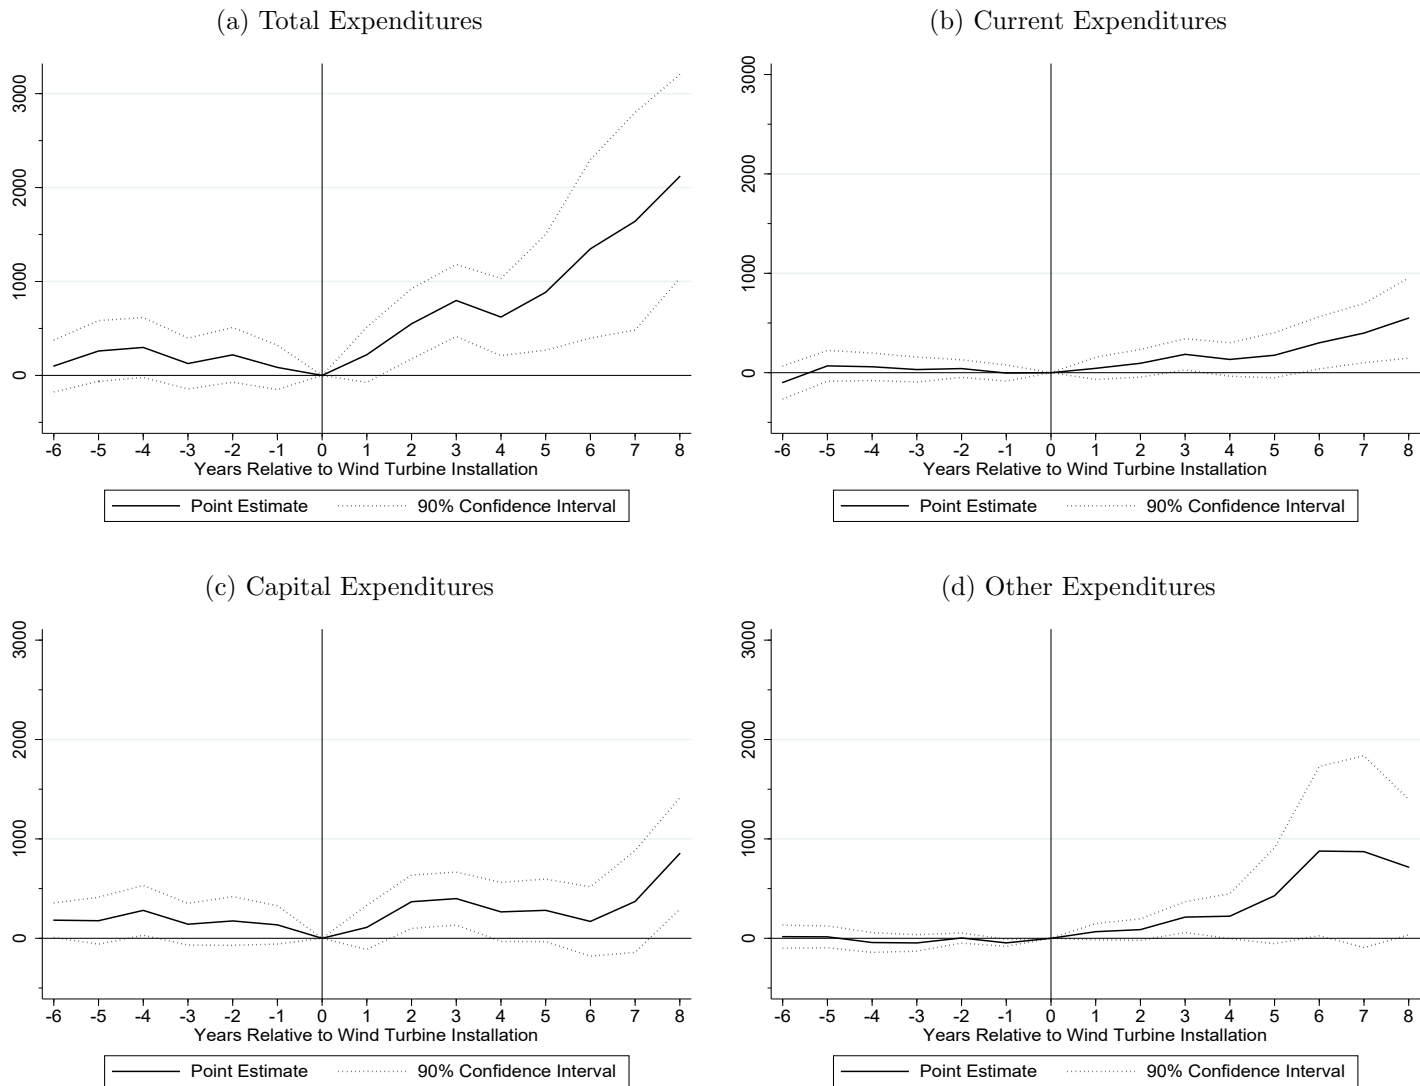 (a) Total Expenditures
3000
2000
1000
0
-6 -5 -4 -3 -2 -1 0 1 2 3 4 5 6 7 8
Years Relative to Wind Turbine Installation
Point Estimate 90% Confidence Interval
(b) Current Expenditures
3000
2000
1000
0
-6 -5 -4 -3 -2 -1 0 1 2 3 4 5 6 7 8
Years Relative to Wind Turbine Installation
Point Estimate 90% Confidence Interval
(c) Capital Expenditures
3000
2000
1000
0
-6 -5 -4 -3 -2 -1 0 1 2 3 4 5 6 7 8
Years Relative to Wind Turbine Installation
Point Estimate 90% Confidence Interval
(d) Other Expenditures
3000
2000
1000
0
-6 -5 -4 -3 -2 -1 0 1 2 3 4 5 6 7 8
Years Relative to Wind Turbine Installation
Point Estimate 90% Confidence Interval